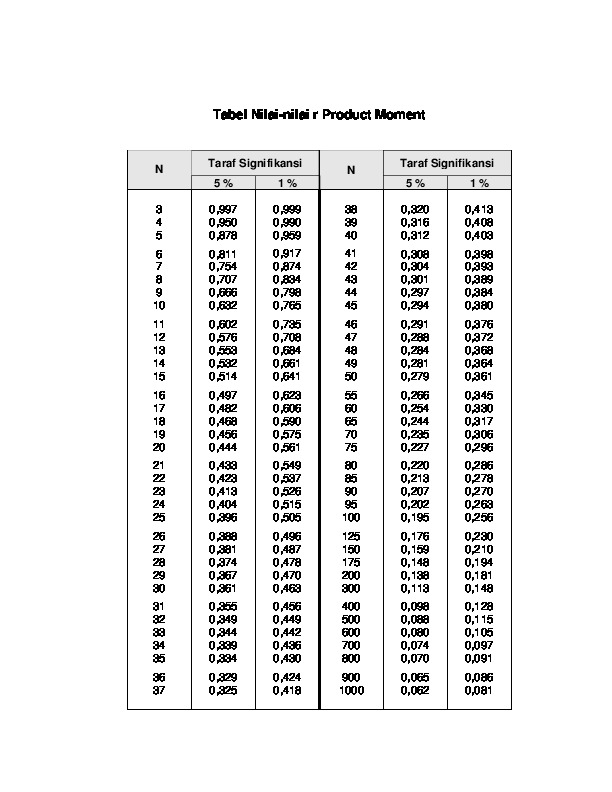 Tabel Nilai-nilai r Product Moment
N Taraf Signifikansi N Taraf Signifikansi
5 % 1 % 5 % 1 %
3 0,997 0,999 38 0,320 0,413
4 0,950 0,990 39 0,316 0,408
5 0,878 0,959 40 0,312 0,403
6 0,811 0,917 41 0,308 0,398
7 0,754 0,874 42 0,304 0,393
8 0,707 0,834 43 0,301 0,389
9 0,666 0,798 44 0,297 0,384
10 0,632 0,765 45 0,294 0,380
11 0,602 0,735 46 0,291 0,376
12 0,576 0,708 47 0,288 0,372
13 0,553 0,684 48 0,284 0,368
14 0,532 0,661 49 0,281 0,364
15 0,514 0,641 50 0,279 0,361
16 0,497 0,623 55 0,266 0,345
17 0,482 0,606 60 0,254 0,330
18 0,468 0,590 65 0,244 0,317
19 0,456 0,575 70 0,235 0,306
20 0,444 0,561 75 0,227 0,296
21 0,433 0,549 80 0,220 0,286
22 0,423 0,537 85 0,213 0,278
23 0,413 0,526 90 0,207 0,270
24 0,404 0,515 95 0,202 0,263
25 0,396 0,505 100 0,195 0,256
26 0,388 0,496 125 0,176 0,230
27 0,381 0,487 150 0,159 0,210
28 0,374 0,478 175 0,148 0,194
29 0,367 0,470 200 0,138 0,181
30 0,361 0,463 300 0,113 0,148
31 0,355 0,456 400 0,098 0,128
32 0,349 0,449 500 0,088 0,115
33 0,344 0,442 600 0,080 0,105
34 0,339 0,436 700 0,074 0,097
35 0,334 0,430 800 0,070 0,091
36 0,329 0,424 900 0,065 0,086
37 0,325 0,418 1000 0,062 0,081